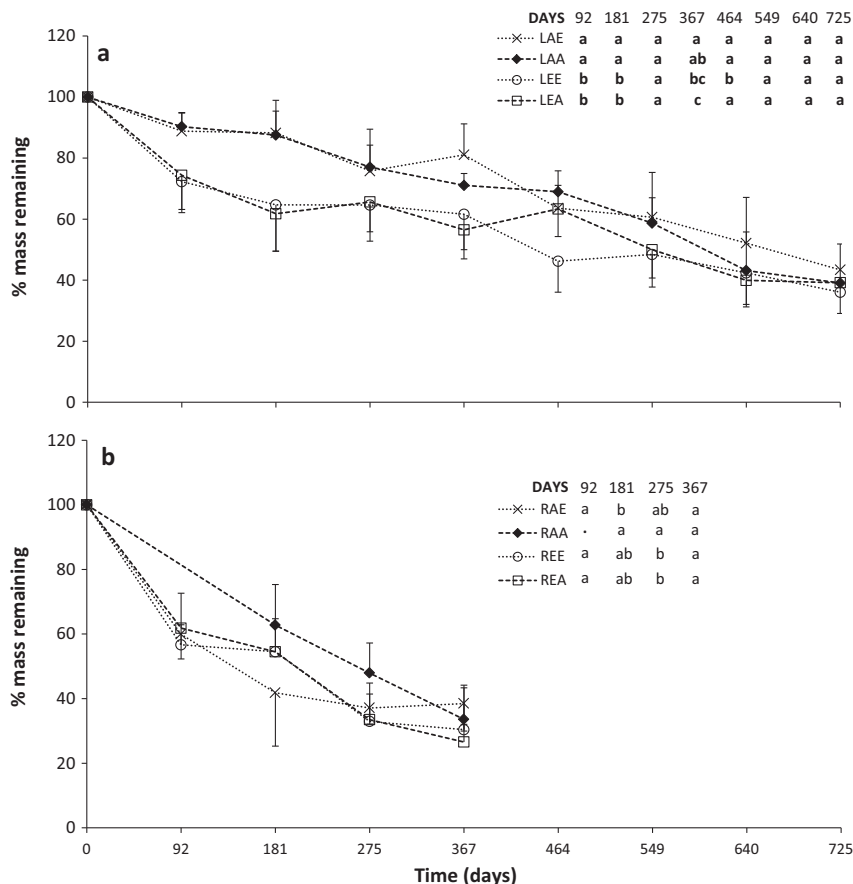 DAYS 92 181 275 367 464 549 640 725
LAE a a a a a a a a
LAA a a a ab a a a a
LEE b b a bc b a a a
LEA b b a c a a a a
a
120
100
80
60
40
20
0
% mass remaining
b
DAYS 92 181 275 367
RAE a b ab a
RAA . a a a
REE a ab b a
REA a ab b a
120
100
80
60
40
20
0
% mass remaining
0 92 181 275 367 464 549 640 725
Time (days)